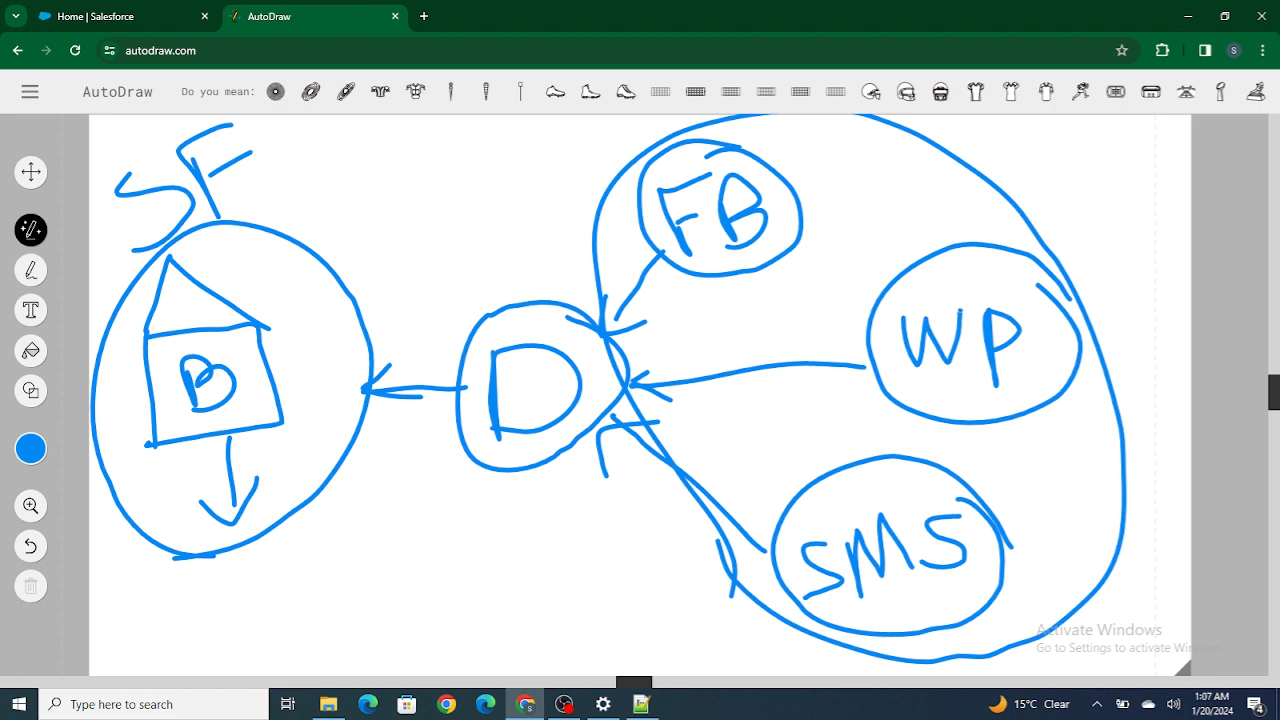 Home | Salesforce
AutoDraw
autodraw.com
S
AutoDraw
Do you mean:
SF
FB
WP
B
D
SMS
Activate Windows
Go to Settings to activate Windows.
Type here to search
15°C Clear
1:07 AM
1/20/2024
4